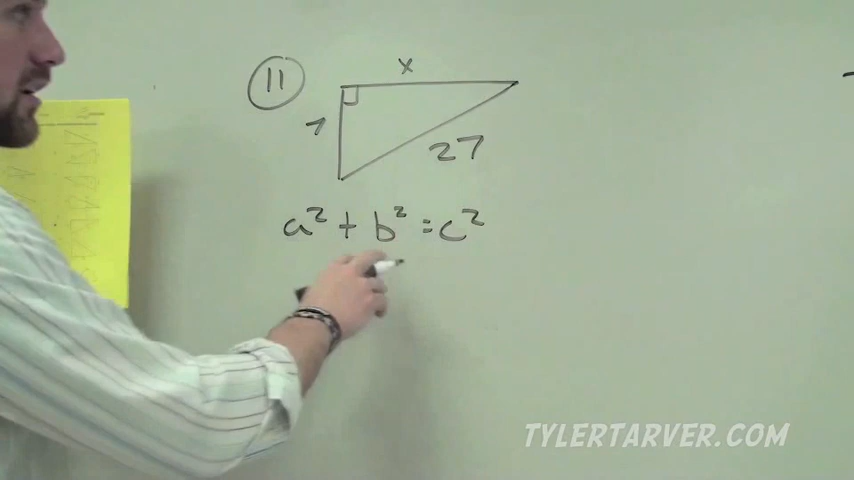 11
x
7
27
a² + b² = c²
TYLERTARVER.COM